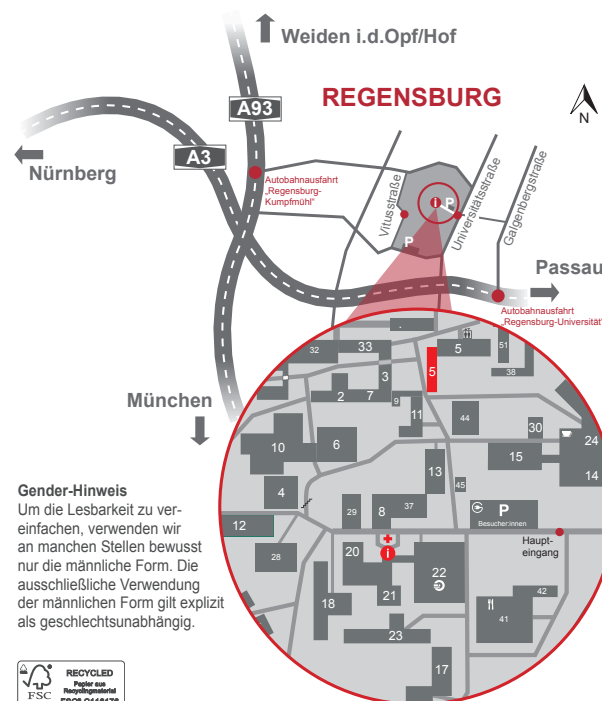 Weiden i.d.Opf/Hof
REGENSBURG
A93
N
A3
Nürnberg
Autobahnausfahrt
„Regensburg-
Kumpfmühl"
Vitusstraße
Universitätsstraße
Galgenbergstraße
i
P
P
Passau
Autobahnausfahrt
„Regensburg-Universität"
München
32
33
5
51
3
5
38
2
7
9
11
44
30
24
10
6
15
14
13
4
45
29
8
37
P
Besucher:innen
12
Haupt-
eingang
28
20
i
22
42
18
21
41
23
17
Gender-Hinweis
Um die Lesbarkeit zu ver-
einfachen, verwenden wir
an manchen Stellen bewusst
nur die männliche Form. Die
ausschließliche Verwendung
der männlichen Form gilt explizit
als geschlechtsunabhängig.
FSC
RECYCLED
Papier aus
Recyclingmaterial